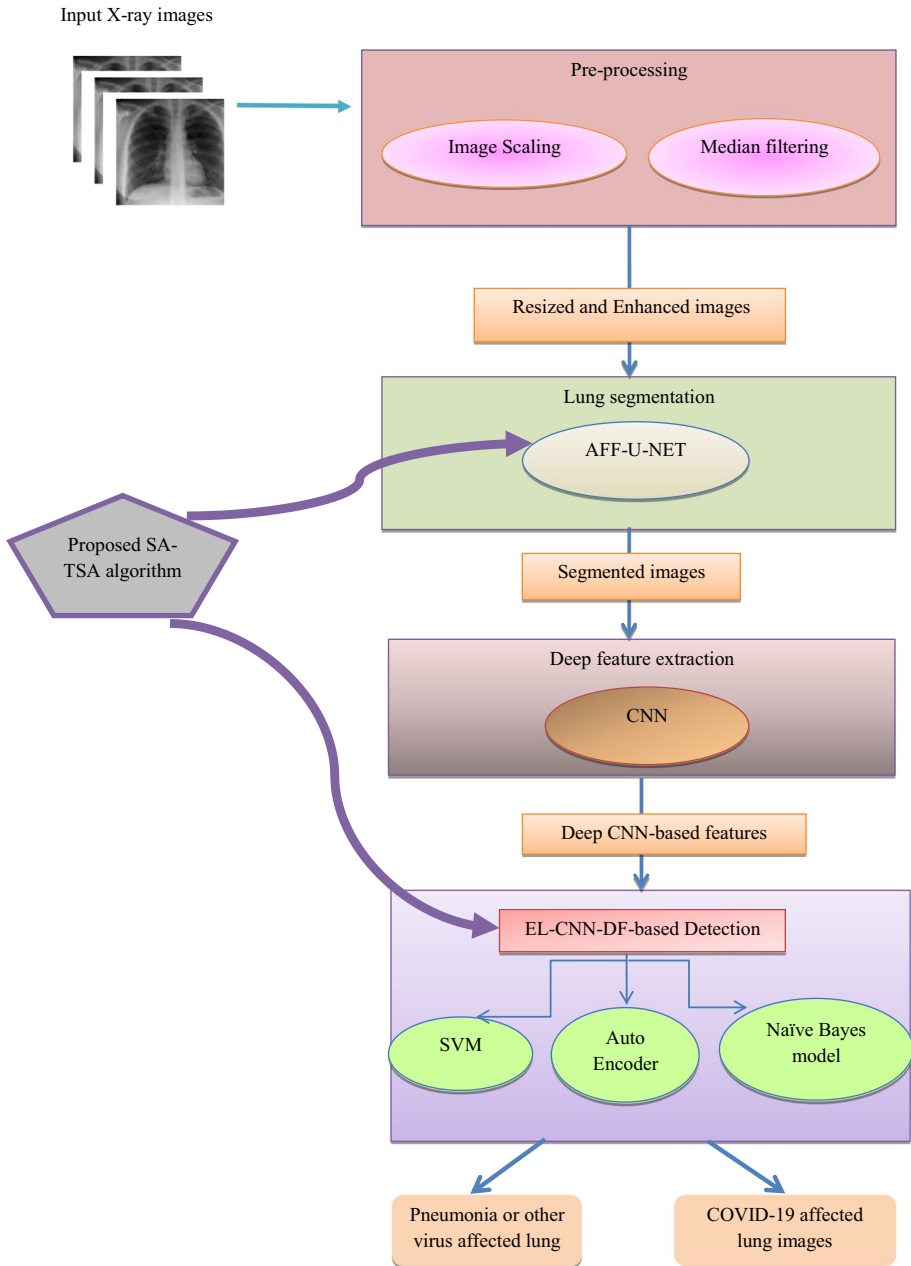 Input X-ray images
Pre-processing
Image Scaling
Median filtering
Resized and Enhanced images
Lung segmentation
AFF-U-NET
Proposed SA-
TSA algorithm
Segmented images
Deep feature extraction
CNN
Deep CNN-based features
EL-CNN-DF-based Detection
SVM
Auto
Encoder
Naïve Bayes
model
Pneumonia or other
virus affected lung
COVID-19 affected
lung images